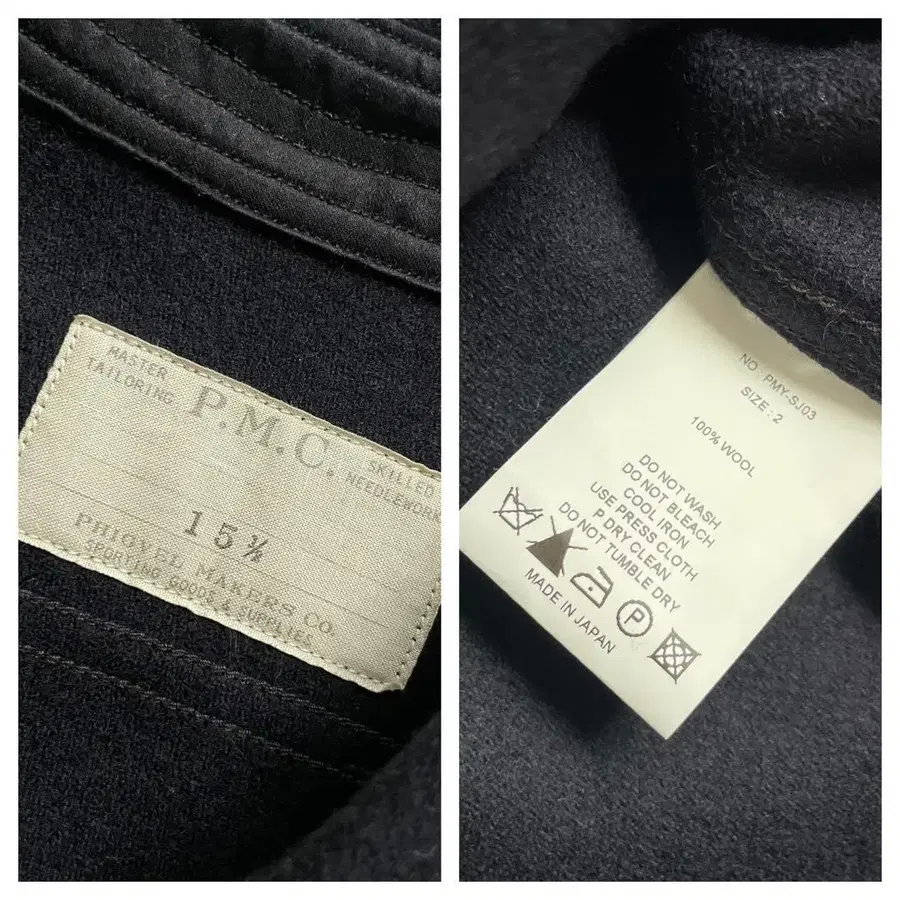 MASTER
TAILORING
P.M.C.
SKILLED
NEEDLEWORK
15 ½
PHIGVEL MAKERS CO.
SPORTING GOODS & SUPPLIES
NO : PMY-SJ03
SIZE : 2
100% WOOL
DO NOT WASH
DO NOT BLEACH
COOL IRON
USE PRESS CLOTH
P DRY CLEAN
DO NOT TUMBLE DRY
P
MADE IN JAPAN